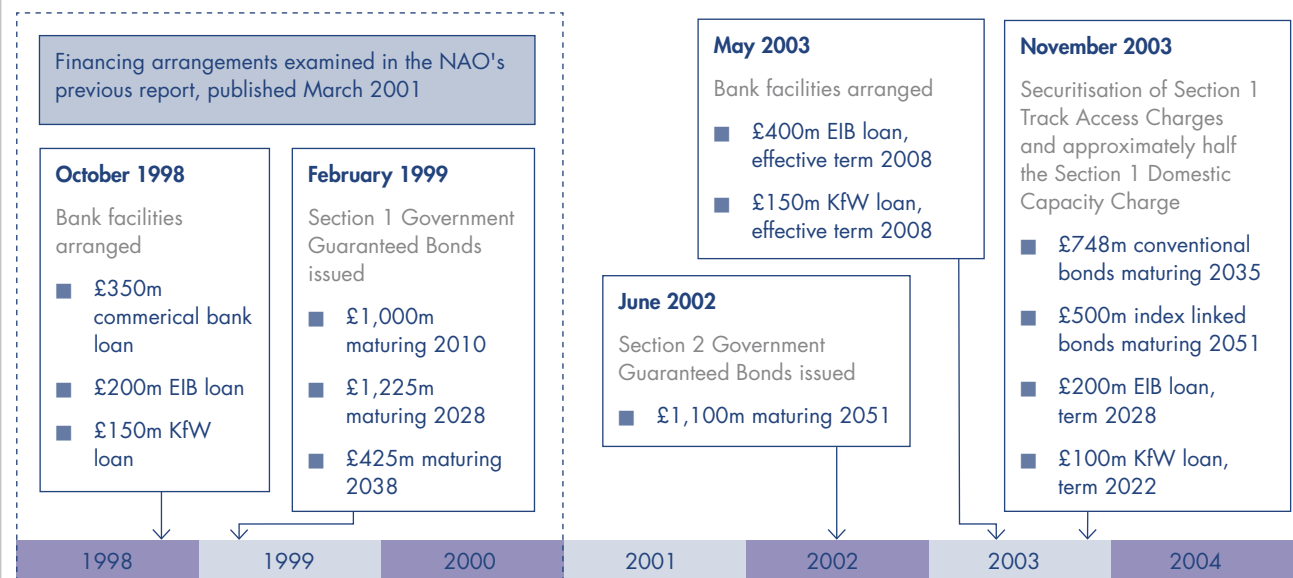 Financing arrangements examined in the NAO's
previous report, published March 2001
October 1998
Bank facilities
arranged
£350m
commerical bank
loan
£200m EIB loan
£150m KfW
loan
February 1999
Section 1 Government
Guaranteed Bonds
issued
£1,000m
maturing 2010
£1,225m
maturing 2028
£425m maturing
2038
June 2002
Section 2 Government
Guaranteed Bonds issued
£1,100m maturing 2051
May 2003
Bank facilities arranged
£400m EIB loan,
effective term 2008
£150m KfW loan,
effective term 2008
November 2003
Securitisation of Section 1
Track Access Charges
and approximately half
the Section 1 Domestic
Capacity Charge
£748m conventional
bonds maturing 2035
£500m index linked
bonds maturing 2051
£200m EIB loan,
term 2028
£100m KfW loan,
term 2022
1998 1999 2000 2001 2002 2003 2004